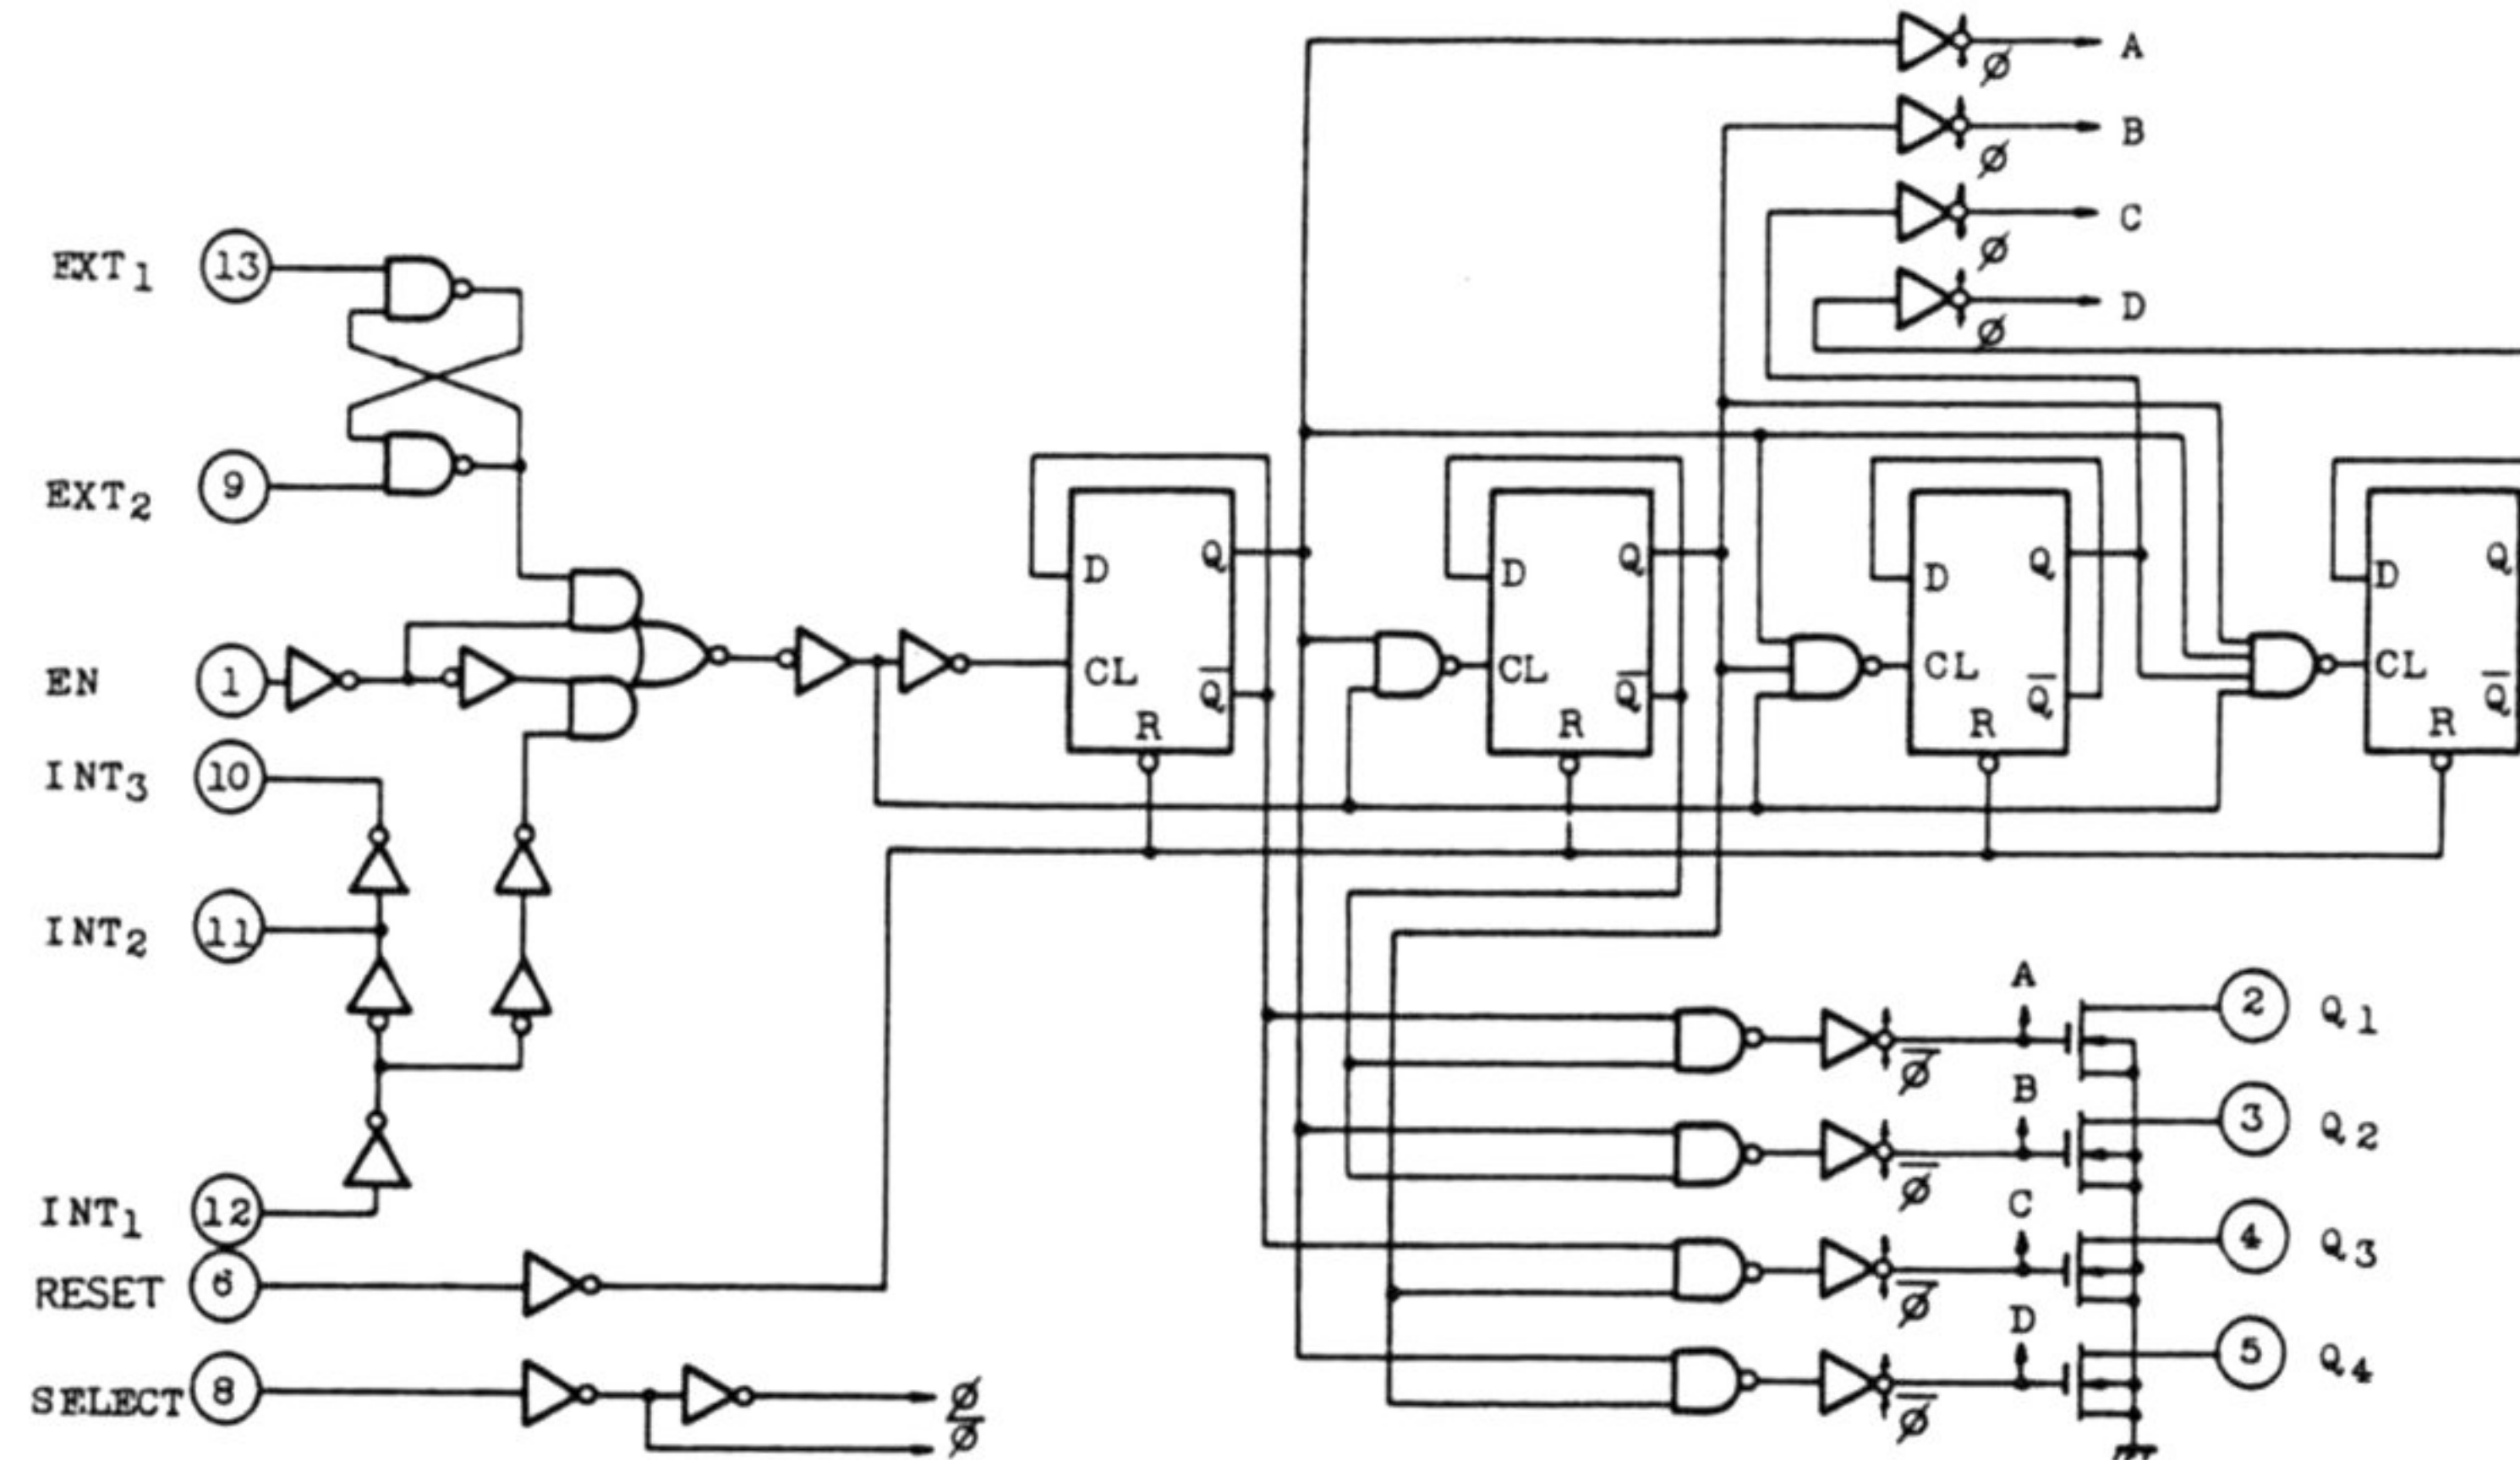 A
ϕ
B
ϕ
C
ϕ
D
ϕ
EXT1 13
EXT2 9
D Q
CL Q̅
R
D Q
CL Q̅
R
D Q
CL Q̅
R
D Q
CL Q̅
R
EN 1
INT3 10
INT2 11
INT1 12
RESET 6
SELECT 8
ϕ
ϕ̅
A
2 Q1
ϕ̅
B
3 Q2
ϕ̅
C
4 Q3
ϕ̅
D
5 Q4
ϕ̅